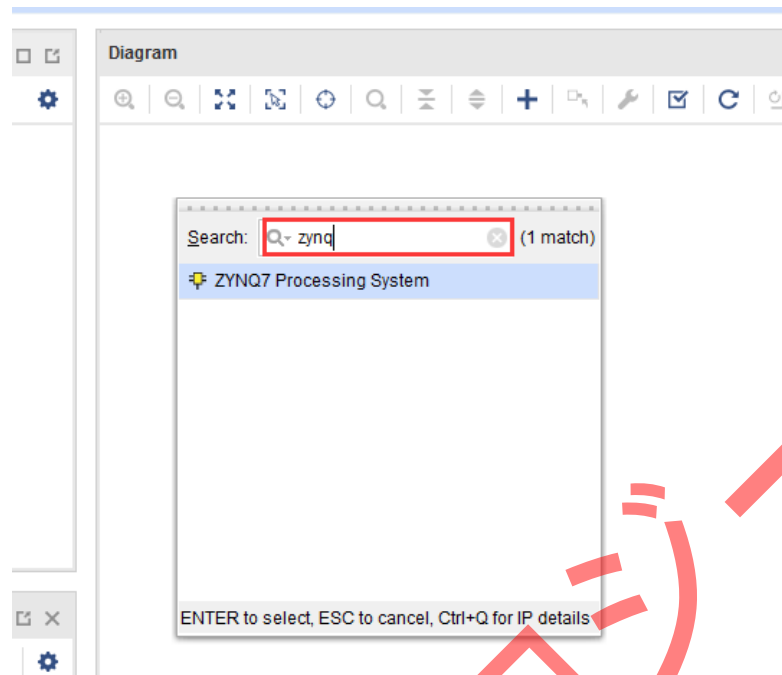 Diagram
Search: zynq (1 match)
ZYNQ7 Processing System
ENTER to select, ESC to cancel, Ctrl+Q for IP details